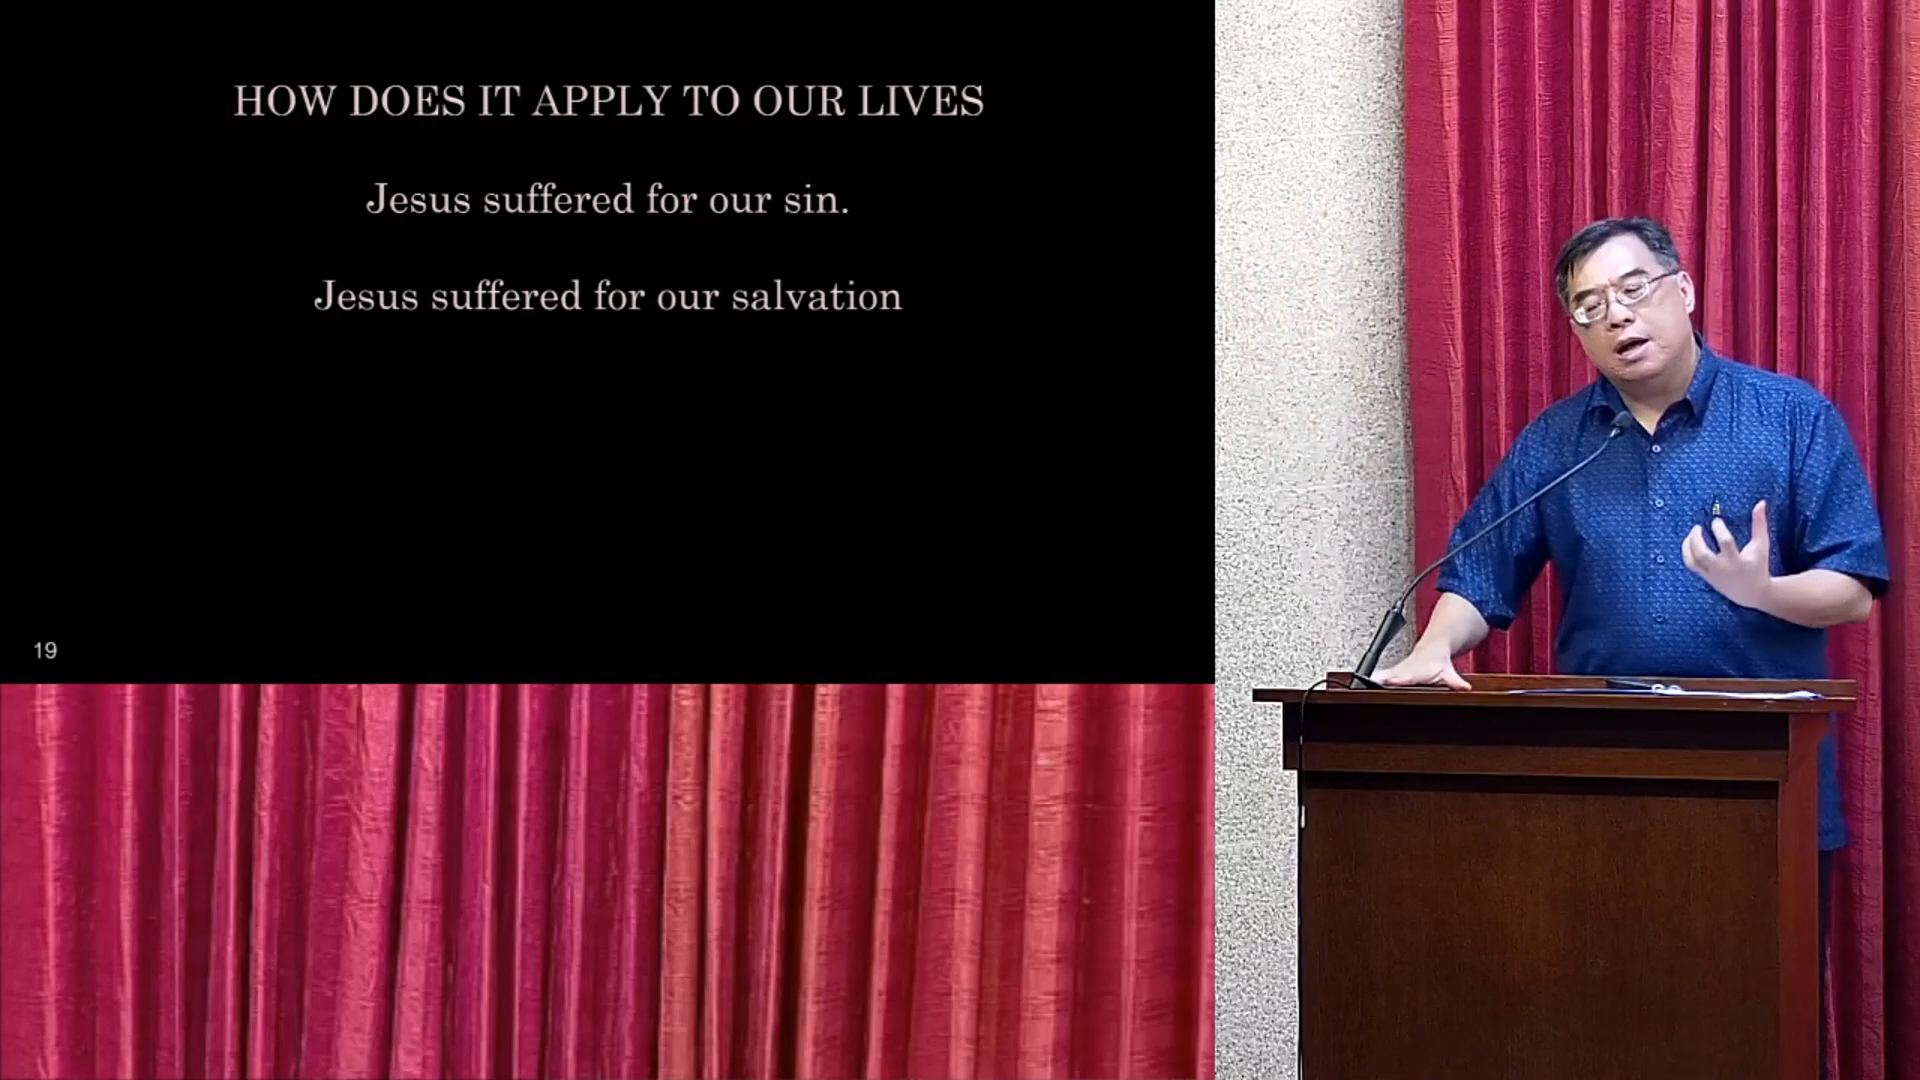 HOW DOES IT APPLY TO OUR LIVES
Jesus suffered for our sin.
Jesus suffered for our salvation
19